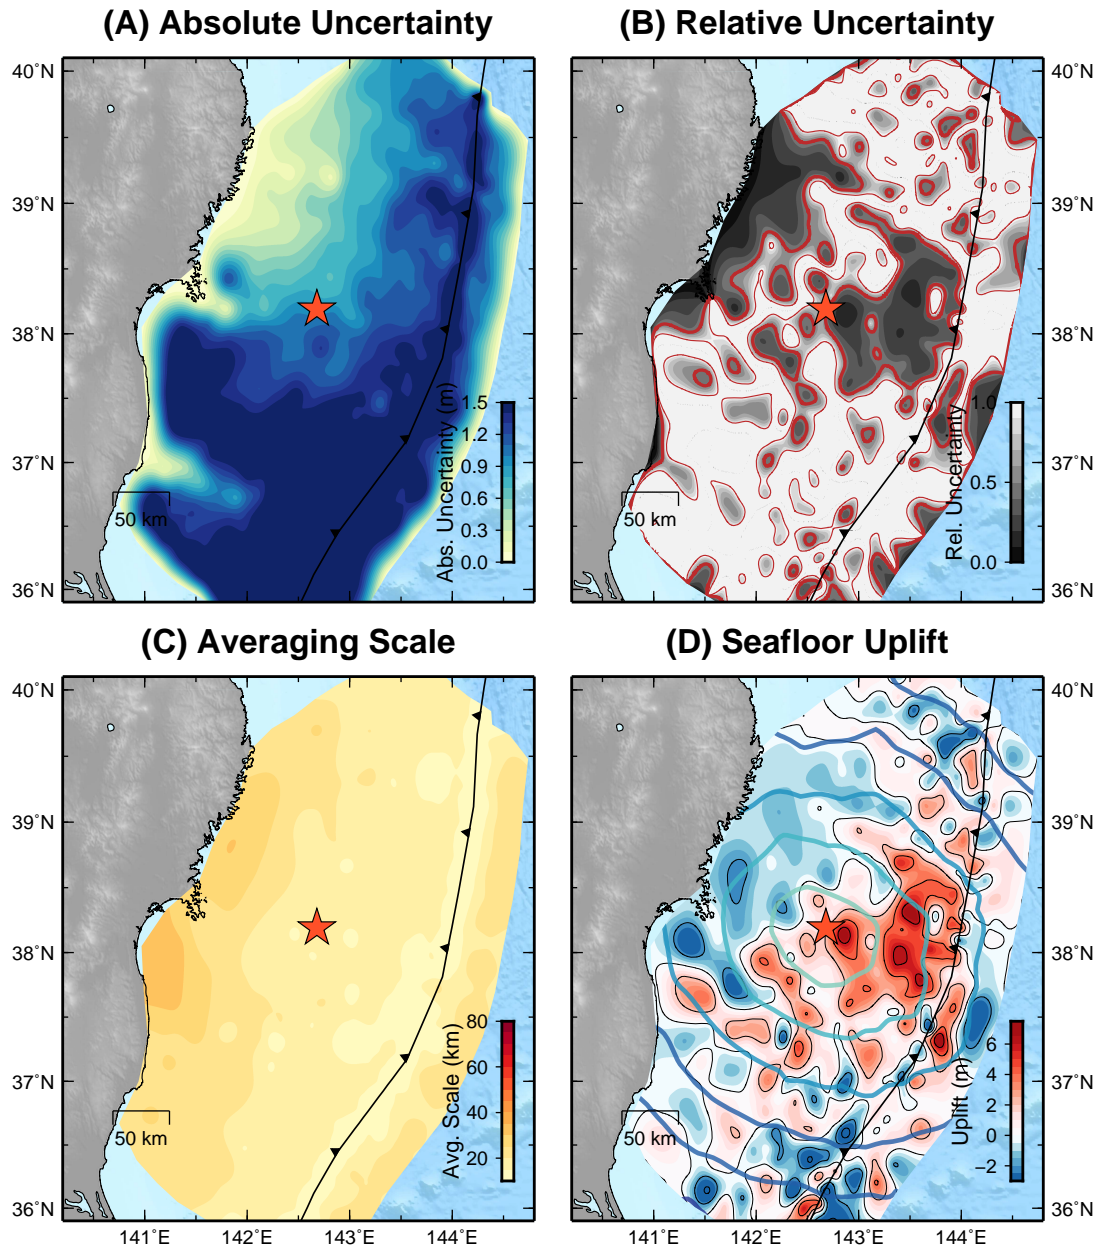 (A) Absolute Uncertainty
(B) Relative Uncertainty
40°N
39°N
38°N
37°N
36°N
50 km
Abs. Uncertainty (m)
1.5
1.2
0.9
0.6
0.3
0.0
50 km
Rel. Uncertainty
1.0
0.5
0.0
40°N
39°N
38°N
37°N
36°N
(C) Averaging Scale
(D) Seafloor Uplift
40°N
39°N
38°N
37°N
36°N
50 km
Avg. Scale (km)
80
60
40
20
141°E
142°E
143°E
144°E
50 km
Uplift (m)
6
4
2
0
−2
40°N
39°N
38°N
37°N
36°N
141°E
142°E
143°E
144°E